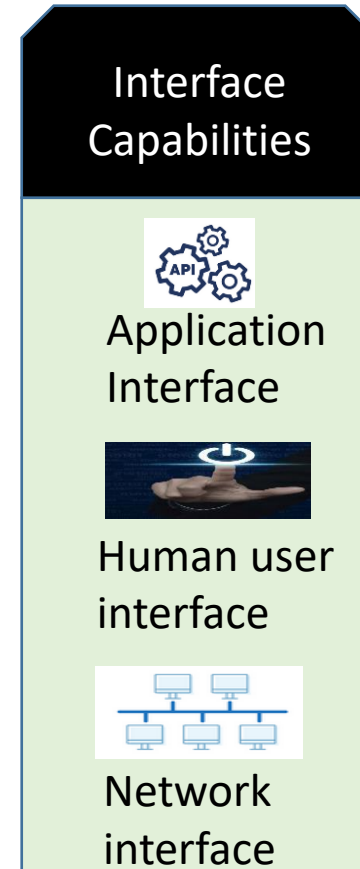 Interface
Capabilities
API
Application
Interface
Human user
interface
Network
interface